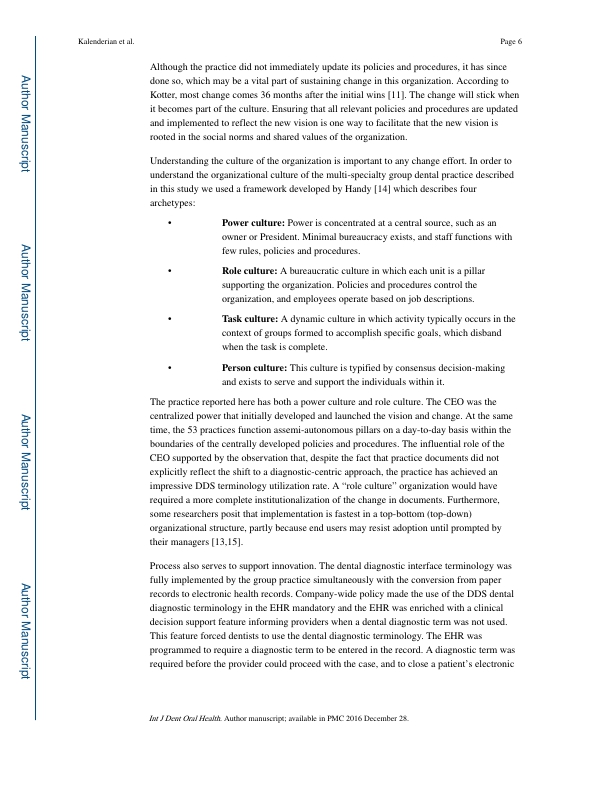 Kalenderian et al.
Page 6
Although the practice did not immediately update its policies and procedures, it has since
done so, which may be a vital part of sustaining change in this organization. According to
Kotter, most change comes 36 months after the initial wins [11]. The change will stick when
it becomes part of the culture. Ensuring that all relevant policies and procedures are updated
and implemented to reflect the new vision is one way to facilitate that the new vision is
rooted in the social norms and shared values of the organization.
Understanding the culture of the organization is important to any change effort. In order to
understand the organizational culture of the multi-specialty group dental practice described
in this study we used a framework developed by Handy [14] which describes four
archetypes:
• Power culture: Power is concentrated at a central source, such as an
owner or President. Minimal bureaucracy exists, and staff functions with
few rules, policies and procedures.
• Role culture: A bureaucratic culture in which each unit is a pillar
supporting the organization. Policies and procedures control the
organization, and employees operate based on job descriptions.
• Task culture: A dynamic culture in which activity typically occurs in the
context of groups formed to accomplish specific goals, which disband
when the task is complete.
• Person culture: This culture is typified by consensus decision-making
and exists to serve and support the individuals within it.
The practice reported here has both a power culture and role culture. The CEO was the
centralized power that initially developed and launched the vision and change. At the same
time, the 53 practices function assemi-autonomous pillars on a day-to-day basis within the
boundaries of the centrally developed policies and procedures. The influential role of the
CEO supported by the observation that, despite the fact that practice documents did not
explicitly reflect the shift to a diagnostic-centric approach, the practice has achieved an
impressive DDS terminology utilization rate. A “role culture” organization would have
required a more complete institutionalization of the change in documents. Furthermore,
some researchers posit that implementation is fastest in a top-bottom (top-down)
organizational structure, partly because end users may resist adoption until prompted by
their managers [13,15].
Process also serves to support innovation. The dental diagnostic interface terminology was
fully implemented by the group practice simultaneously with the conversion from paper
records to electronic health records. Company-wide policy made the use of the DDS dental
diagnostic terminology in the EHR mandatory and the EHR was enriched with a clinical
decision support feature informing providers when a dental diagnostic term was not used.
This feature forced dentists to use the dental diagnostic terminology. The EHR was
programmed to require a diagnostic term to be entered in the record. A diagnostic term was
required before the provider could proceed with the case, and to close a patient’s electronic
Int J Dent Oral Health. Author manuscript; available in PMC 2016 December 28.
Author Manuscript
Author Manuscript
Author Manuscript
Author Manuscript